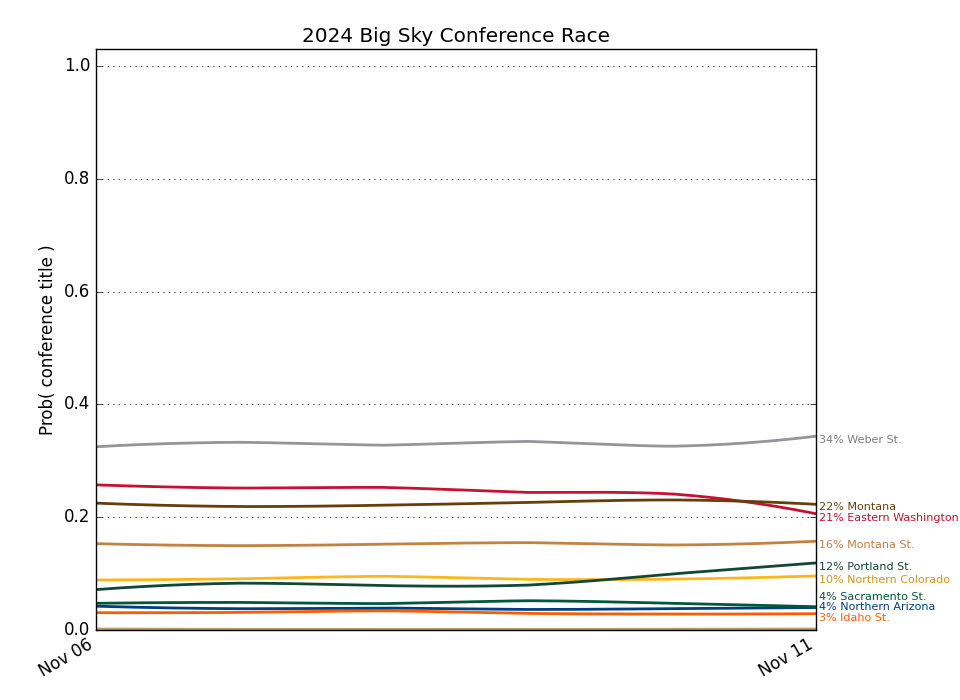 2024 Big Sky Conference Race
Prob( conference title )
1.0
0.8
0.6
0.4
0.2
0.0
34% Weber St.
22% Montana
21% Eastern Washington
16% Montana St.
12% Portland St.
10% Northern Colorado
4% Sacramento St.
4% Northern Arizona
3% Idaho St.
Nov 06
Nov 11